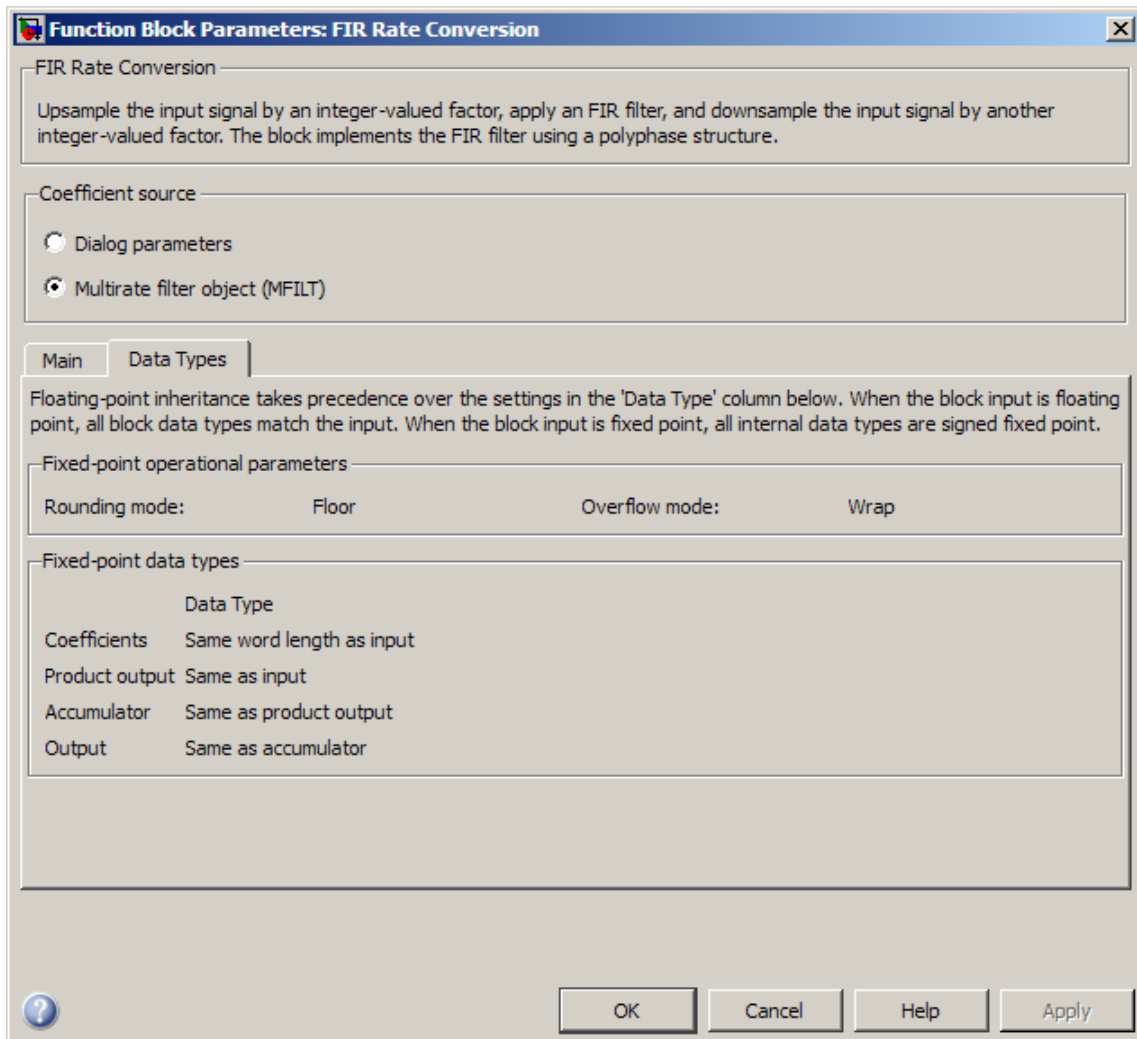 Function Block Parameters: FIR Rate Conversion
FIR Rate Conversion
Upsample the input signal by an integer-valued factor, apply an FIR filter, and downsample the input signal by another
integer-valued factor. The block implements the FIR filter using a polyphase structure.
Coefficient source
Dialog parameters
Multirate filter object (MFILT)
Main Data Types
Floating-point inheritance takes precedence over the settings in the 'Data Type' column below. When the block input is floating
point, all block data types match the input. When the block input is fixed point, all internal data types are signed fixed point.
Fixed-point operational parameters
Rounding mode: Floor Overflow mode: Wrap
Fixed-point data types
Data Type
Coefficients Same word length as input
Product output Same as input
Accumulator Same as product output
Output Same as accumulator
? OK Cancel Help Apply